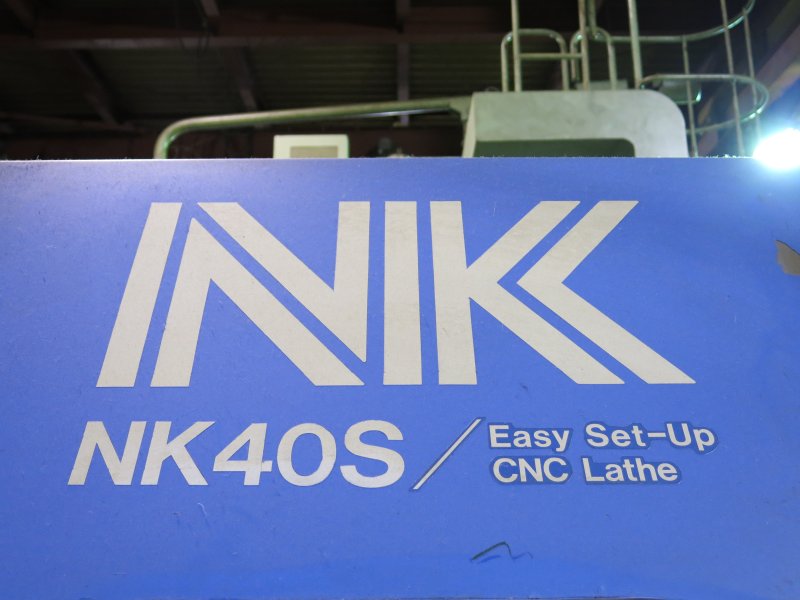 NK
NK40S / Easy Set-Up
CNC Lathe